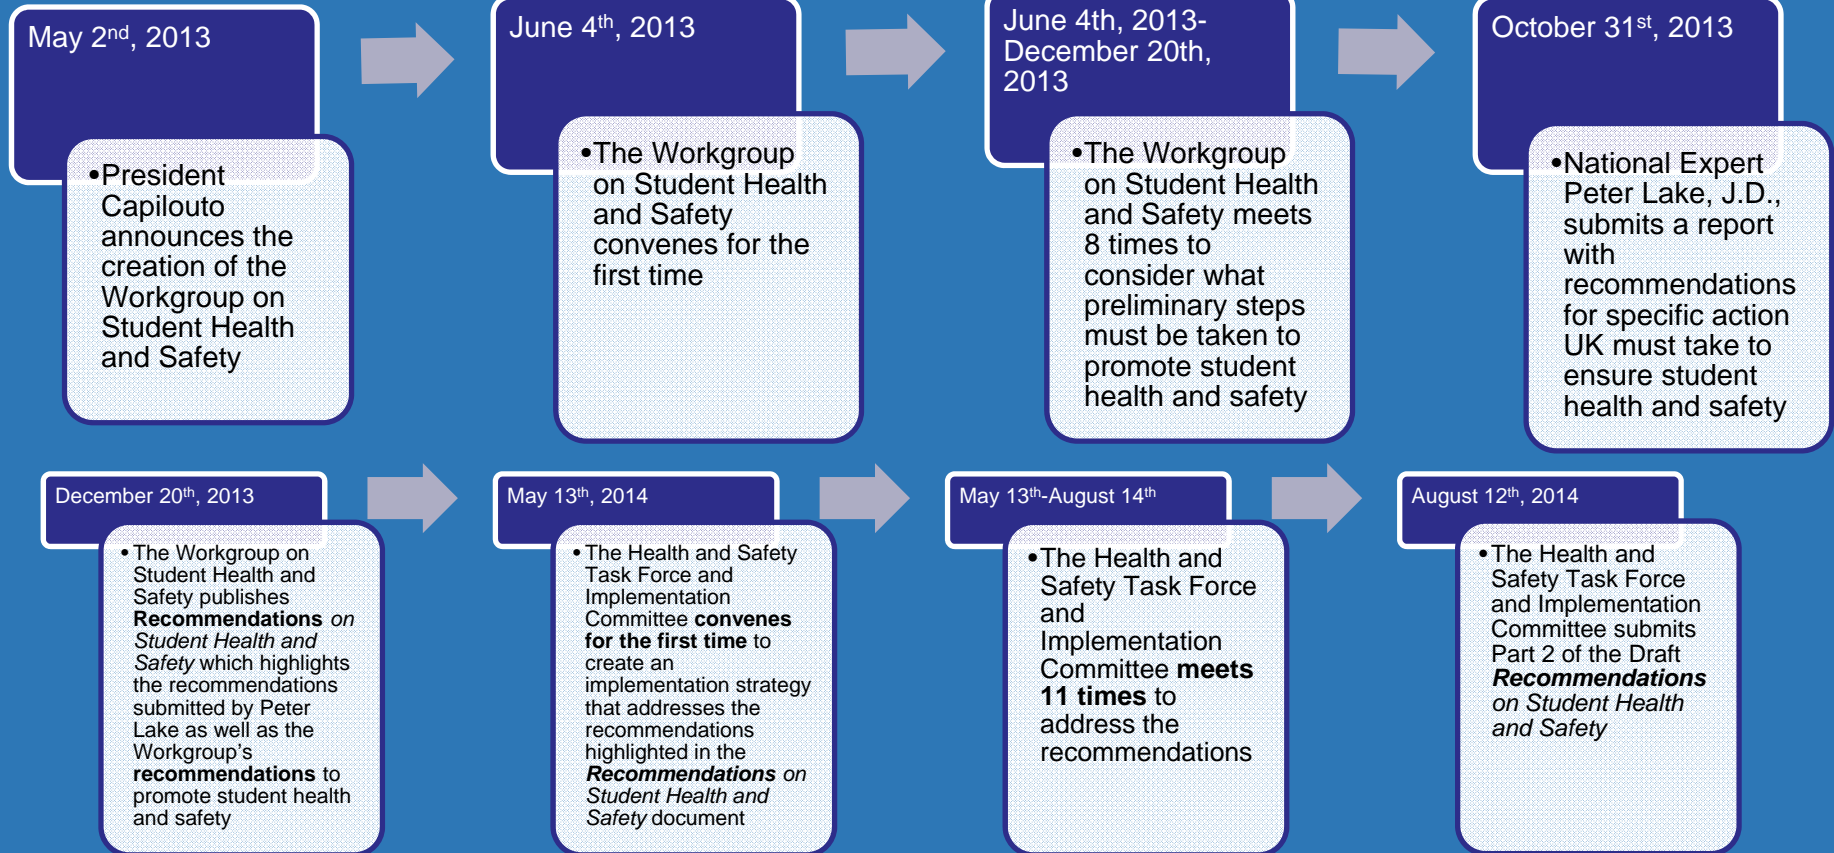 May 2nd, 2013
•President
Capilouto
announces the
creation of the
Workgroup on
Student Health
and Safety
June 4th, 2013
•The Workgroup
on Student Health
and Safety
convenes for the
first time
June 4th, 2013-
December 20th,
2013
•The Workgroup
on Student Health
and Safety meets
8 times to
consider what
preliminary steps
must be taken to
promote student
health and safety
October 31st, 2013
•National Expert
Peter Lake, J.D.,
submits a report
with
recommendations
for specific action
UK must take to
ensure student
health and safety
December 20th, 2013
• The Workgroup on
Student Health and
Safety publishes
Recommendations on
Student Health and
Safety which highlights
the recommendations
submitted by Peter
Lake as well as the
Workgroup's
recommendations to
promote student health
and safety
May 13th, 2014
• The Health and Safety
Task Force and
Implementation
Committee convenes
for the first time to
create an
implementation strategy
that addresses the
recommendations
highlighted in the
Recommendations on
Student Health and
Safety document
May 13th-August 14th
•The Health and
Safety Task Force
and
Implementation
Committee meets
11 times to
address the
recommendations
August 12th, 2014
•The Health and
Safety Task Force
and Implementation
Committee submits
Part 2 of the Draft
Recommendations
on Student Health
and Safety